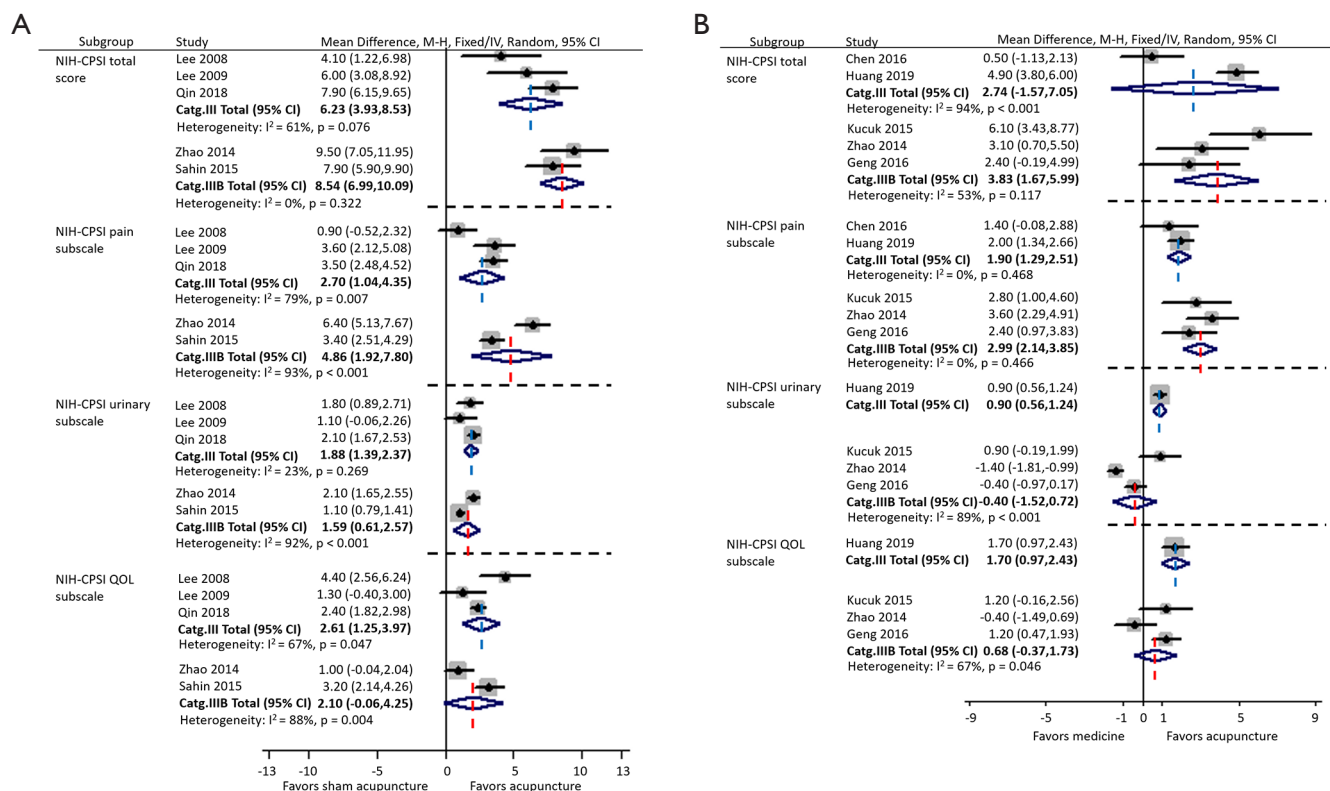 A
Subgroup Study Mean Difference, M-H, Fixed/IV, Random, 95% CI
NIH-CPSI total score
Lee 2008 4.10 (1.22,6.98)
Lee 2009 6.00 (3.08,8.92)
Qin 2018 7.90 (6.15,9.65)
Catg.III Total (95% CI) 6.23 (3.93,8.53)
Heterogeneity: I² = 61%, p = 0.076
Zhao 2014 9.50 (7.05,11.95)
Sahin 2015 7.90 (5.90,9.90)
Catg.IIIB Total (95% CI) 8.54 (6.99,10.09)
Heterogeneity: I² = 0%, p = 0.322
NIH-CPSI pain subscale
Lee 2008 0.90 (-0.52,2.32)
Lee 2009 3.60 (2.12,5.08)
Qin 2018 3.50 (2.48,4.52)
Catg.III Total (95% CI) 2.70 (1.04,4.35)
Heterogeneity: I² = 79%, p = 0.007
Zhao 2014 6.40 (5.13,7.67)
Sahin 2015 3.40 (2.51,4.29)
Catg.IIIB Total (95% CI) 4.86 (1.92,7.80)
Heterogeneity: I² = 93%, p < 0.001
NIH-CPSI urinary subscale
Lee 2008 1.80 (0.89,2.71)
Lee 2009 1.10 (-0.06,2.26)
Qin 2018 2.10 (1.67,2.53)
Catg.III Total (95% CI) 1.88 (1.39,2.37)
Heterogeneity: I² = 23%, p = 0.269
Zhao 2014 2.10 (1.65,2.55)
Sahin 2015 1.10 (0.79,1.41)
Catg.IIIB Total (95% CI) 1.59 (0.61,2.57)
Heterogeneity: I² = 92%, p < 0.001
NIH-CPSI QOL subscale
Lee 2008 4.40 (2.56,6.24)
Lee 2009 1.30 (-0.40,3.00)
Qin 2018 2.40 (1.82,2.98)
Catg.III Total (95% CI) 2.61 (1.25,3.97)
Heterogeneity: I² = 67%, p = 0.047
Zhao 2014 1.00 (-0.04,2.04)
Sahin 2015 3.20 (2.14,4.26)
Catg.IIIB Total (95% CI) 2.10 (-0.06,4.25)
Heterogeneity: I² = 88%, p = 0.004
-13 -10 -5 0 5 10 13
Favors sham acupuncture Favors acupuncture
B
Subgroup Study Mean Difference, M-H, Fixed/IV, Random, 95% CI
NIH-CPSI total score
Chen 2016 0.50 (-1.13,2.13)
Huang 2019 4.90 (3.80,6.00)
Catg.III Total (95% CI) 2.74 (-1.57,7.05)
Heterogeneity: I² = 94%, p < 0.001
Kucuk 2015 6.10 (3.43,8.77)
Zhao 2014 3.10 (0.70,5.50)
Geng 2016 2.40 (-0.19,4.99)
Catg.IIIB Total (95% CI) 3.83 (1.67,5.99)
Heterogeneity: I² = 53%, p = 0.117
NIH-CPSI pain subscale
Chen 2016 1.40 (-0.08,2.88)
Huang 2019 2.00 (1.34,2.66)
Catg.III Total (95% CI) 1.90 (1.29,2.51)
Heterogeneity: I² = 0%, p = 0.468
Kucuk 2015 2.80 (1.00,4.60)
Zhao 2014 3.60 (2.29,4.91)
Geng 2016 2.40 (0.97,3.83)
Catg.IIIB Total (95% CI) 2.99 (2.14,3.85)
Heterogeneity: I² = 0%, p = 0.466
NIH-CPSI urinary subscale
Huang 2019 0.90 (0.56,1.24)
Catg.III Total (95% CI) 0.90 (0.56,1.24)
Kucuk 2015 0.90 (-0.19,1.99)
Zhao 2014 -1.40 (-1.81,-0.99)
Geng 2016 -0.40 (-0.97,0.17)
Catg.IIIB Total (95% CI) -0.40 (-1.52,0.72)
Heterogeneity: I² = 89%, p < 0.001
NIH-CPSI QOL subscale
Huang 2019 1.70 (0.97,2.43)
Catg.III Total (95% CI) 1.70 (0.97,2.43)
Kucuk 2015 1.20 (-0.16,2.56)
Zhao 2014 -0.40 (-1.49,0.69)
Geng 2016 1.20 (0.47,1.93)
Catg.IIIB Total (95% CI) 0.68 (-0.37,1.73)
Heterogeneity: I² = 67%, p = 0.046
-9 -5 -1 0 1 5 9
Favors medicine Favors acupuncture